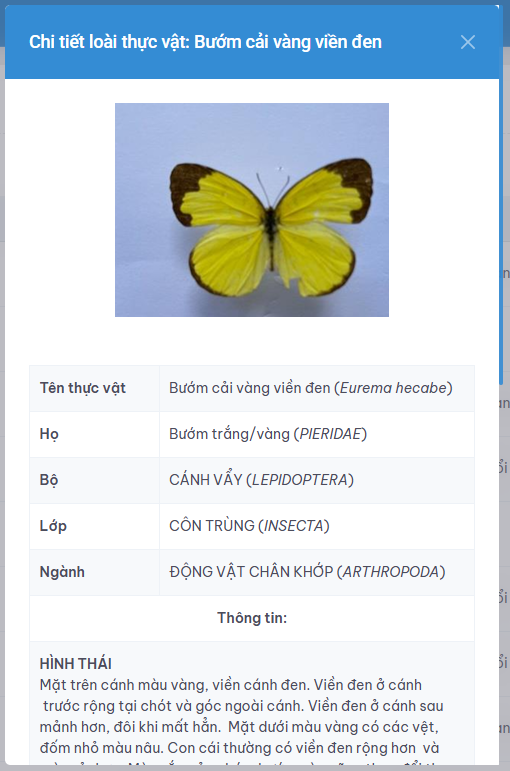 Chi tiết loài thực vật: Bướm cải vàng viền đen
Tên thực vật Bướm cải vàng viền đen (Eurema hecabe)
Họ Bướm trắng/vàng (PIERIDAE)
Bộ CÁNH VẨY (LEPIDOPTERA)
Lớp CÔN TRÙNG (INSECTA)
Ngành ĐỘNG VẬT CHÂN KHỚP (ARTHROPODA)
Thông tin:
HÌNH THÁI
Mặt trên cánh màu vàng, viền cánh đen. Viền đen ở cánh
trước rộng tại chót và góc ngoài cánh. Viền đen ở cánh sau
mảnh hơn, đôi khi mất hẳn. Mặt dưới màu vàng có các vệt,
đốm nhỏ màu nâu. Con cái thường có viền đen rộng hơn và